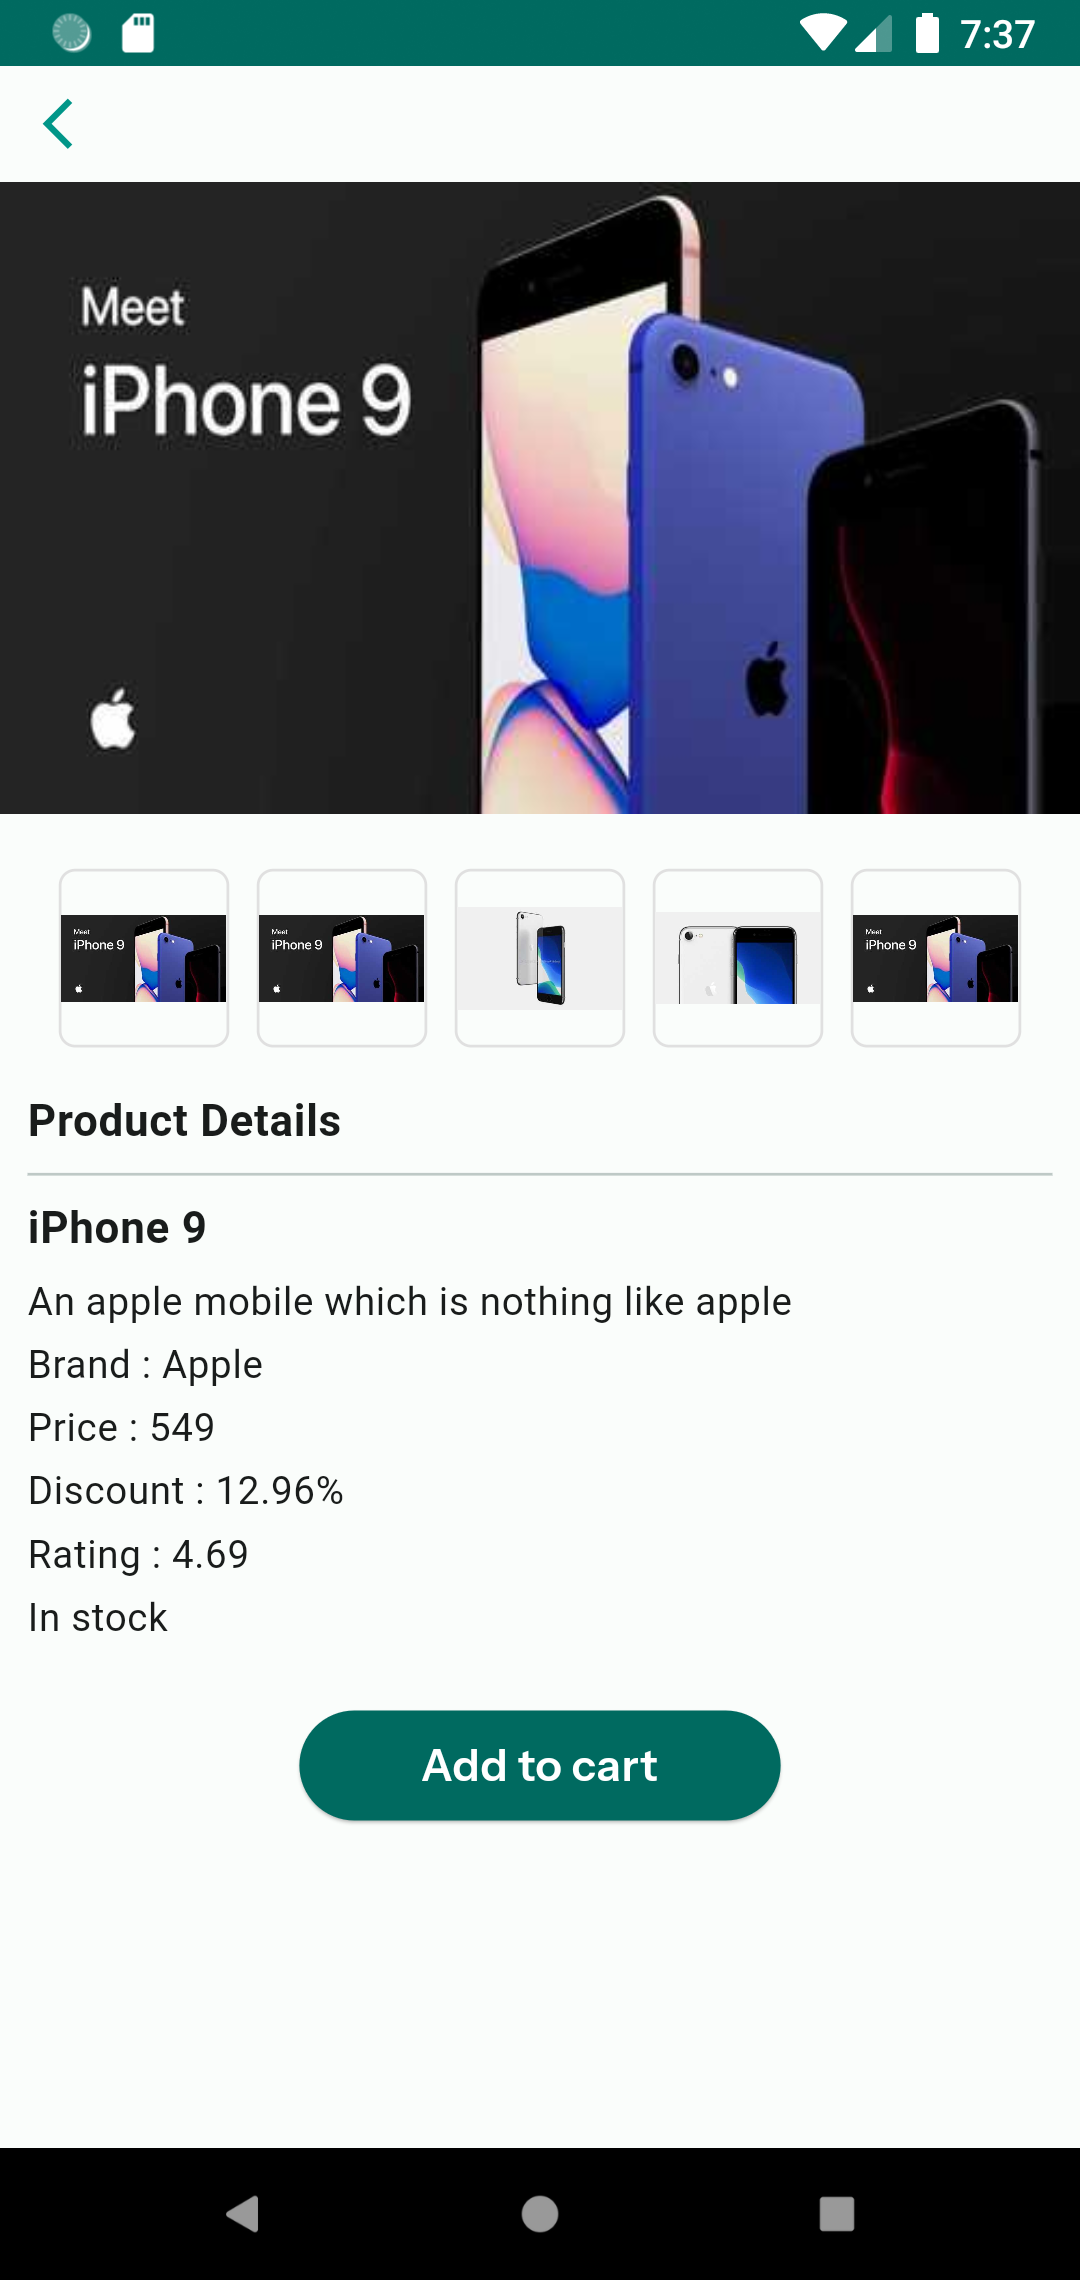 7:37
Meet
iPhone 9
Meet
iPhone 9
Meet
iPhone 9
Meet
iPhone 9
Product Details
iPhone 9
An apple mobile which is nothing like apple
Brand : Apple
Price : 549
Discount : 12.96%
Rating : 4.69
In stock
Add to cart